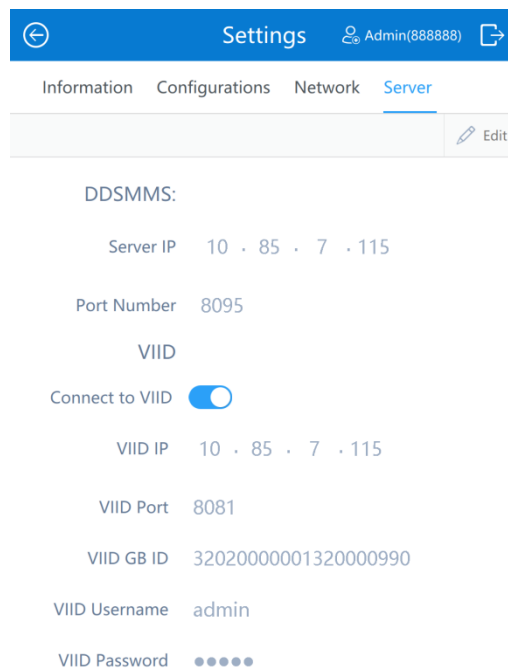 Settings Admin(888888)
Information Configurations Network Server
Edit
DDSMMS:
Server IP 10 . 85 . 7 . 115
Port Number 8095
VIID
Connect to VIID
VIID IP 10 . 85 . 7 . 115
VIID Port 8081
VIID GB ID 32020000001320000990
VIID Username admin
VIID Password ●●●●●